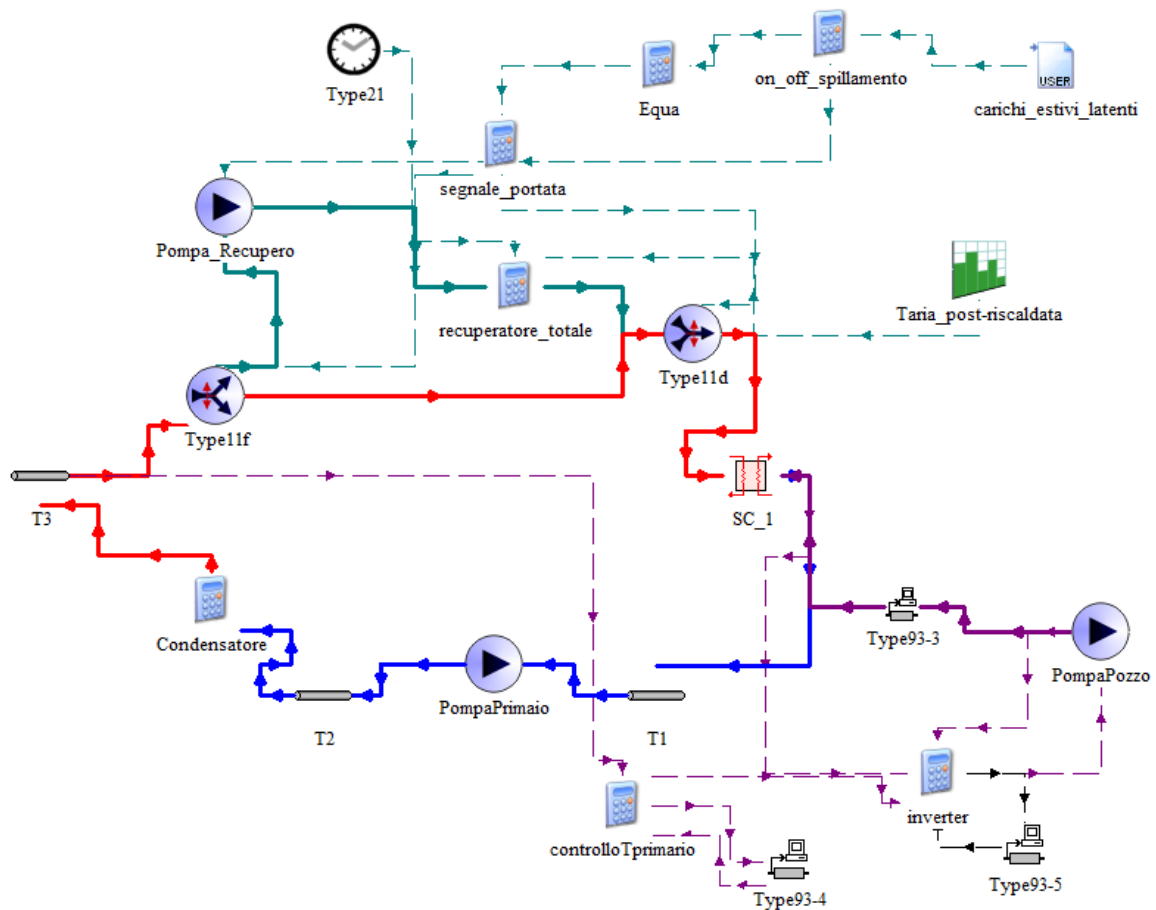 Type21
Equa
on_off_spillamento
USER
carichi_estivi_latenti
segnale_portata
Pompa_Recupero
recuperatore_totale
Taria_post-riscaldata
Type11d
Type11f
T3
SC_1
Condensatore
Type93-3
PompaPozzo
PompaPrimaio
T2
T1
inverter
controlloTprimario
Type93-4
Type93-5